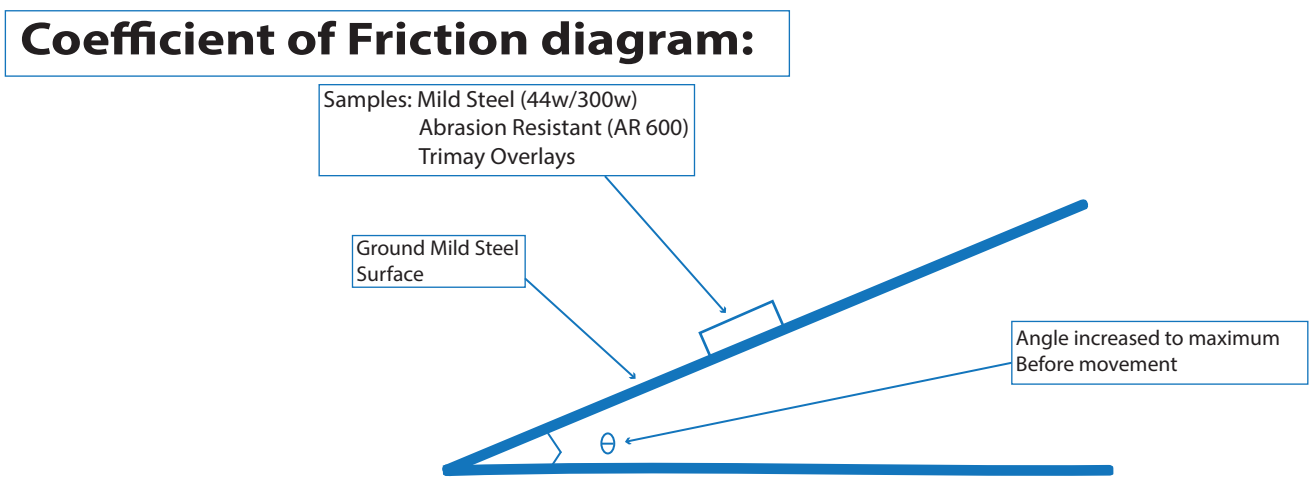 Coefficient of Friction diagram:
Samples: Mild Steel (44w/300w)
Abrasion Resistant (AR 600)
Trimay Overlays
Ground Mild Steel
Surface
Angle increased to maximum
Before movement
θ